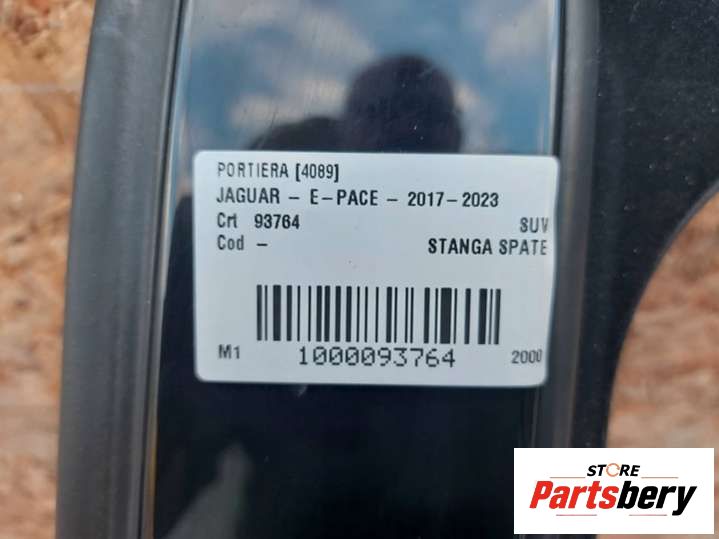 PORTIERA [4089]
JAGUAR - E-PACE - 2017-2023
Crt 93764 SUV
Cod - STANGA SPATE
M1 1000093764 2000
STORE
Partsbery